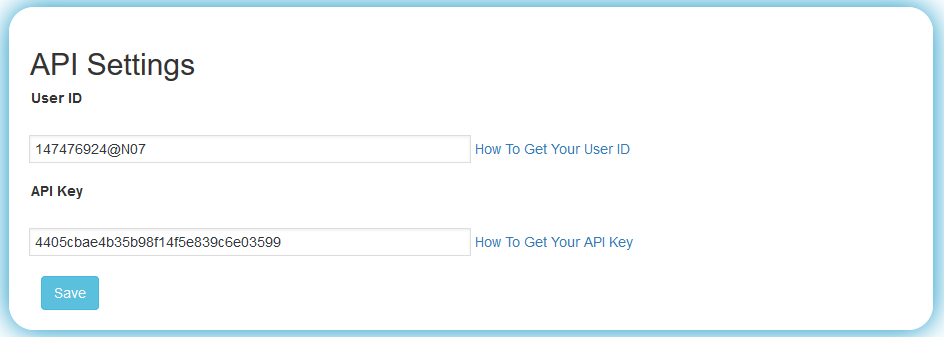 API Settings
User ID
147476924@N07 How To Get Your User ID
API Key
4405cbae4b35b98f14f5e839c6e03599 How To Get Your API Key
Save